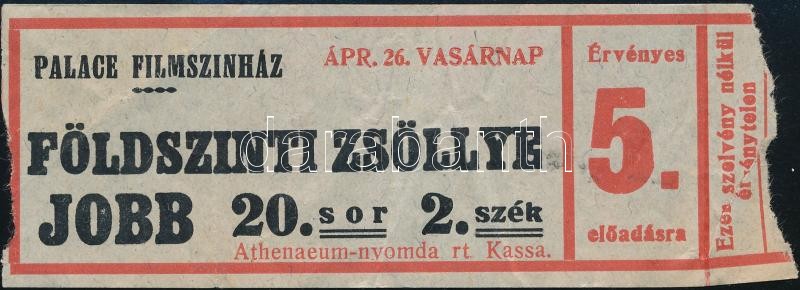 PALACE FILMSZINHÁZ
ÁPR. 26. VASÁRNAP
FÖLDSZINTI ZSÖLLYE
JOBB 20. sor 2. szék
Athenaeum-nyomda rt. Kassa.
Érvényes
5.
előadásra
Ezen szelvény nélkül
érvénytelen
darabanth